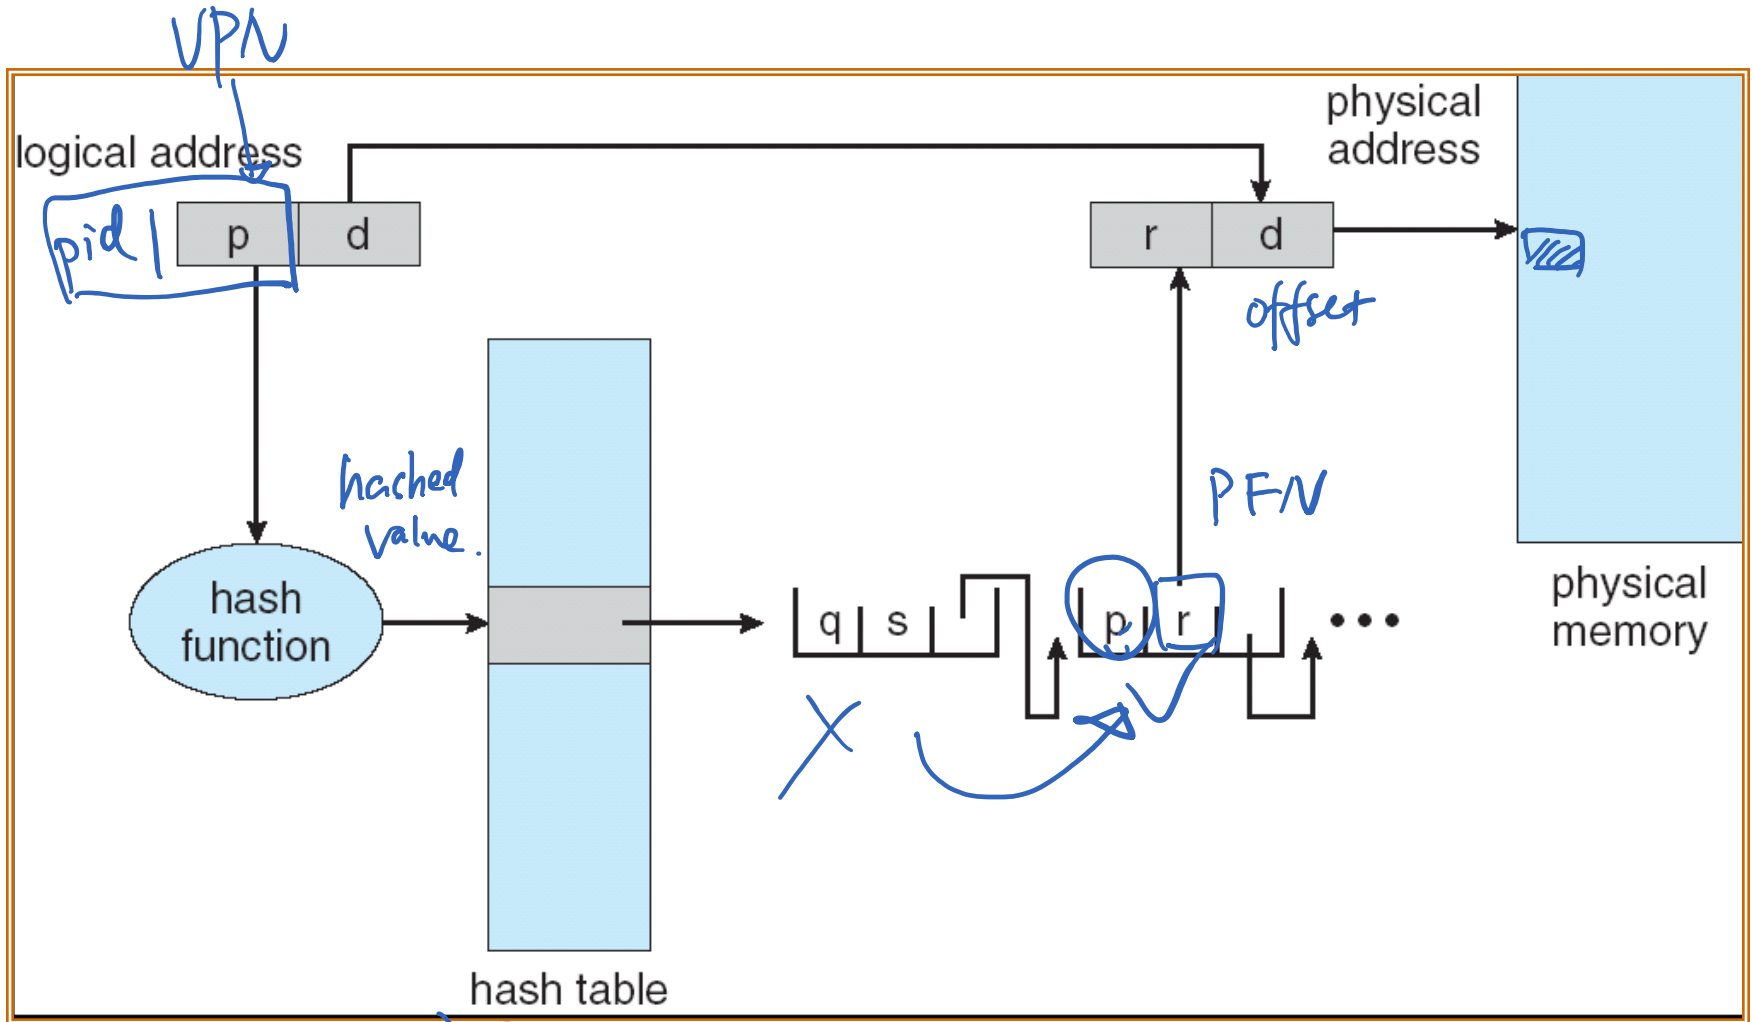 VPN
logical address
physical
address
pid | p d
r d
offset
hashed
value.
PFN
hash
function
q s
p r
...
physical
memory
hash table